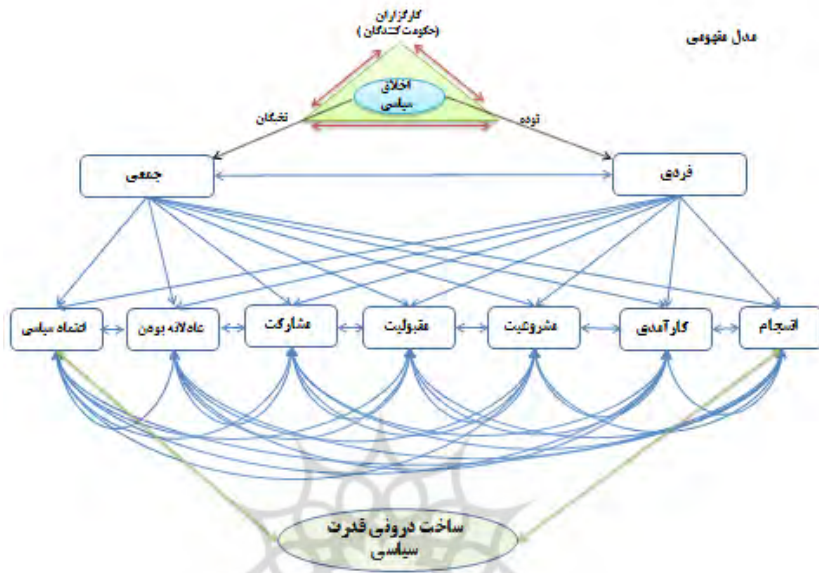 مدل مفهومی
کارگزاران
(حکومت‌کنندگان)
اخلاق
سیاسی
توده
نخبگان
فردی
جمعی
انسجام
کارآمدی
مشروعیت
مقبولیت
مشارکت
عادلانه بودن
اعتماد سیاسی
ساخت درونی قدرت
سیاسی